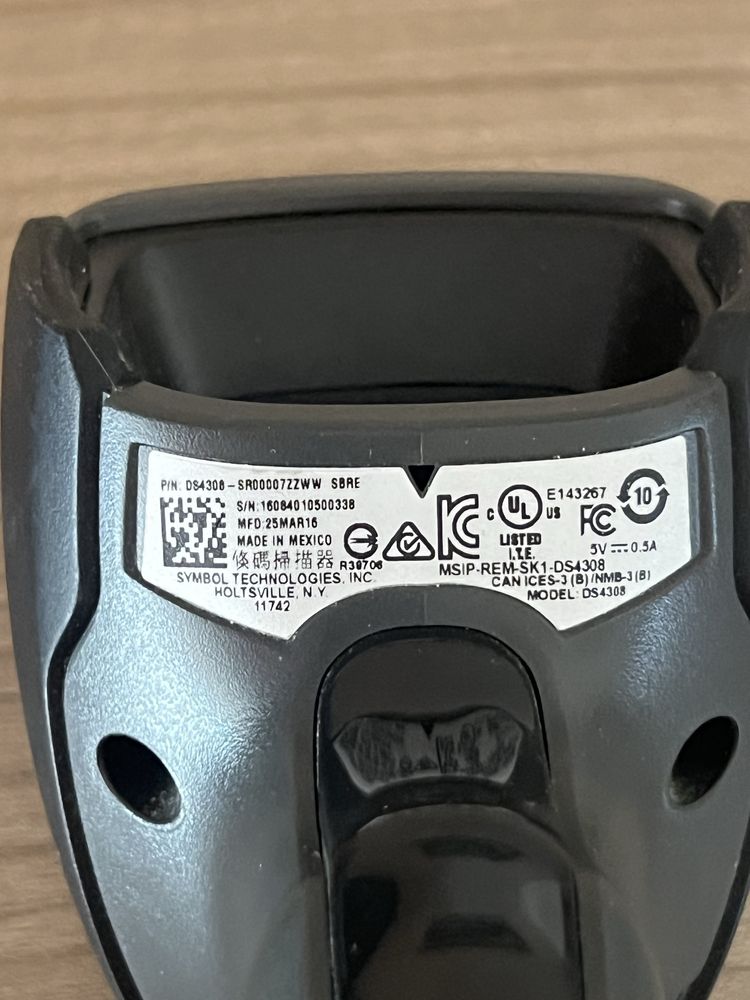 P/N: DS4308-SR00007ZZWW SBRE
S/N:16084010500338
MFD:25MAR16
MADE IN MEXICO
條碼掃描器 R39706
SYMBOL TECHNOLOGIES, INC.
HOLTSVILLE, N.Y.
11742
C UL US
LISTED
I.T.E.
E143267
FC
10
5V 0.5A
MSIP-REM-SK1-DS4308
CAN ICES-3 (B)/NMB-3(B)
MODEL: DS4308